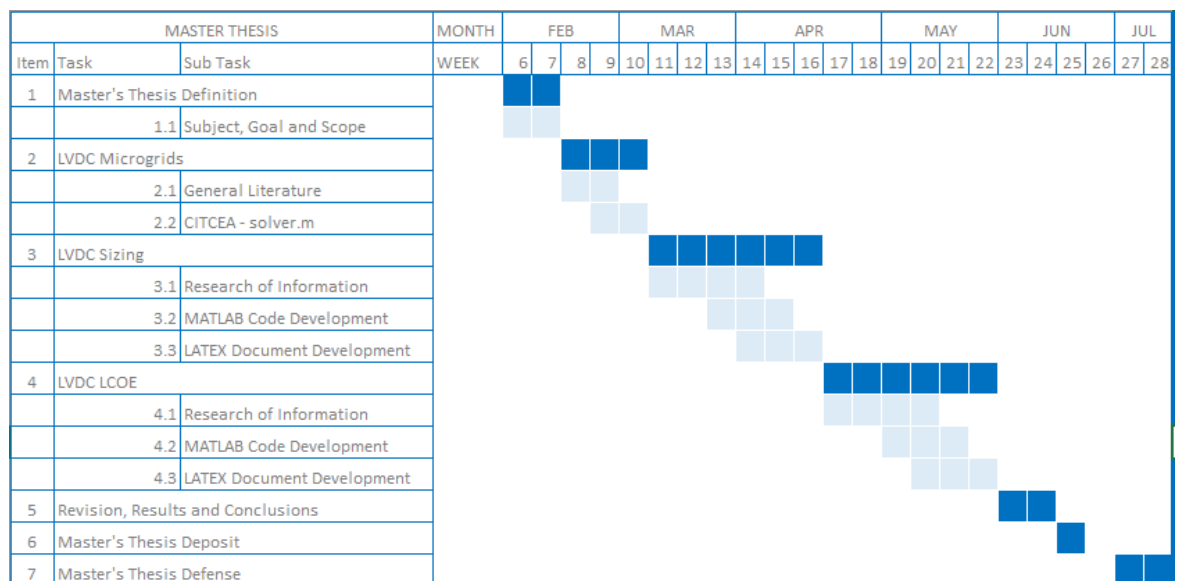 MASTER THESIS MONTH FEB MAR APR MAY JUN JUL
Item Task Sub Task WEEK 6 7 8 9 10 11 12 13 14 15 16 17 18 19 20 21 22 23 24 25 26 27 28
1 Master's Thesis Definition
1.1 Subject, Goal and Scope
2 LVDC Microgrids
2.1 General Literature
2.2 CITCEA - solver.m
3 LVDC Sizing
3.1 Research of Information
3.2 MATLAB Code Development
3.3 LATEX Document Development
4 LVDC LCOE
4.1 Research of Information
4.2 MATLAB Code Development
4.3 LATEX Document Development
5 Revision, Results and Conclusions
6 Master's Thesis Deposit
7 Master's Thesis Defense